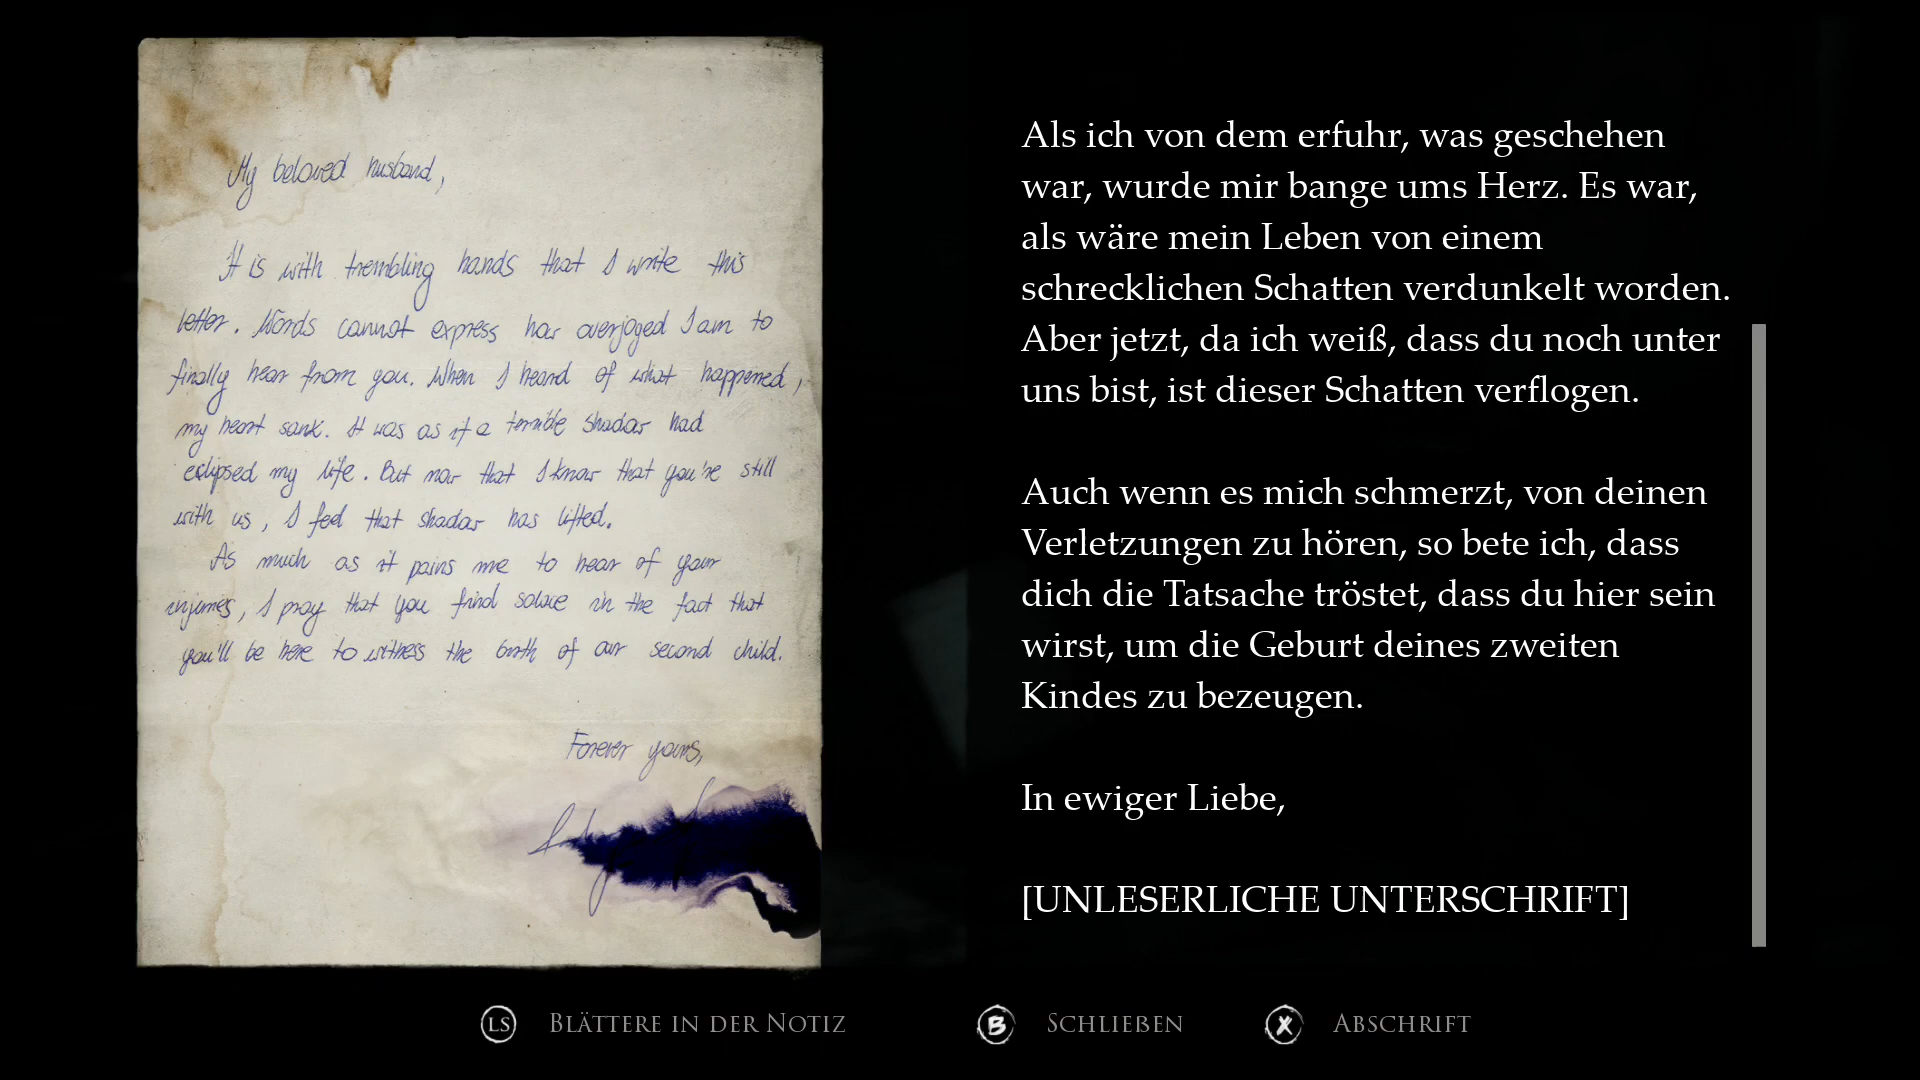 My beloved husband,
It is with trembling hands that I write this
letter. Words cannot express how overjoyed I am to
finally hear from you. When I heard of what happened,
my heart sank. It was as if a terrible shadow had
eclipsed my life. But now that I know that you're still
with us, I feel that shadow has lifted.
As much as it pains me to hear of your
injuries, I pray that you find solace in the fact that
you'll be here to witness the birth of our second child.
Forever yours,
Als ich von dem erfuhr, was geschehen
war, wurde mir bange ums Herz. Es war,
als wäre mein Leben von einem
schrecklichen Schatten verdunkelt worden.
Aber jetzt, da ich weiß, dass du noch unter
uns bist, ist dieser Schatten verflogen.
Auch wenn es mich schmerzt, von deinen
Verletzungen zu hören, so bete ich, dass
dich die Tatsache tröstet, dass du hier sein
wirst, um die Geburt deines zweiten
Kindes zu bezeugen.
In ewiger Liebe,
[UNLESERLICHE UNTERSCHRIFT]
LS Blättere in der Notiz B Schließen X Abschrift